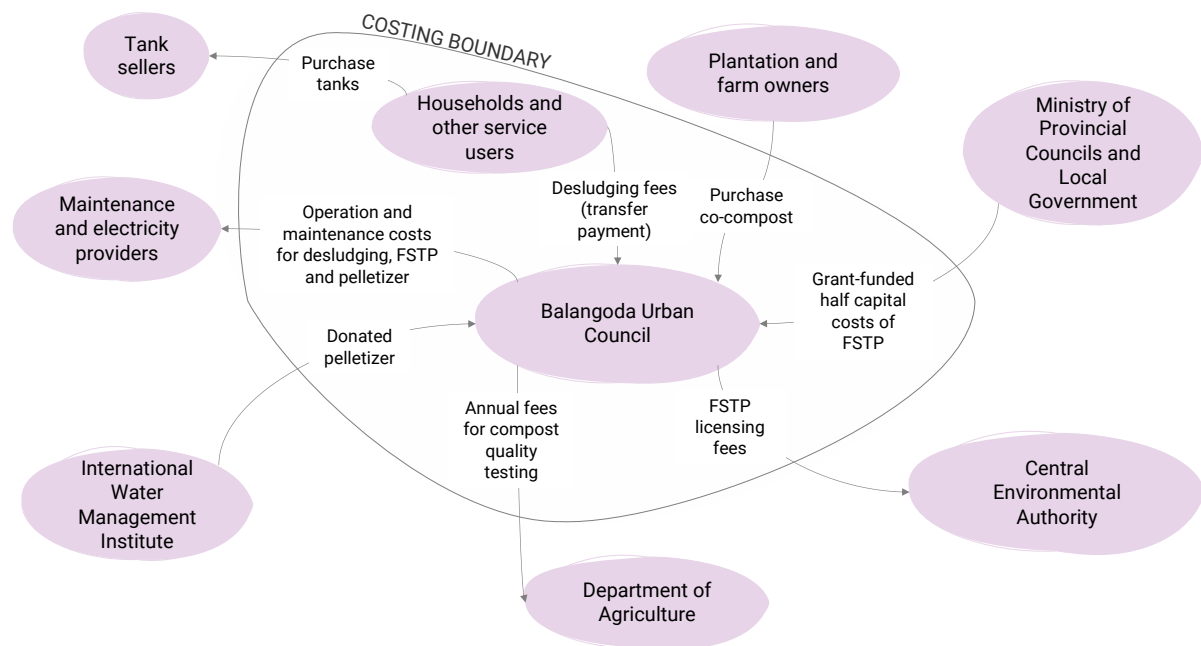 COSTING BOUNDARY
Tank
sellers
Purchase
tanks
Households and
other service
users
Plantation and
farm owners
Ministry of
Provincial
Councils and
Local
Government
Maintenance
and electricity
providers
Operation and
maintenance costs
for desludging, FSTP
and pelletizer
Desludging fees
(transfer
payment)
Purchase
co-compost
Grant-funded
half capital
costs of
FSTP
Balangoda Urban
Council
Donated
pelletizer
Annual fees
for compost
quality
testing
FSTP
licensing
fees
International
Water
Management
Institute
Central
Environmental
Authority
Department of
Agriculture